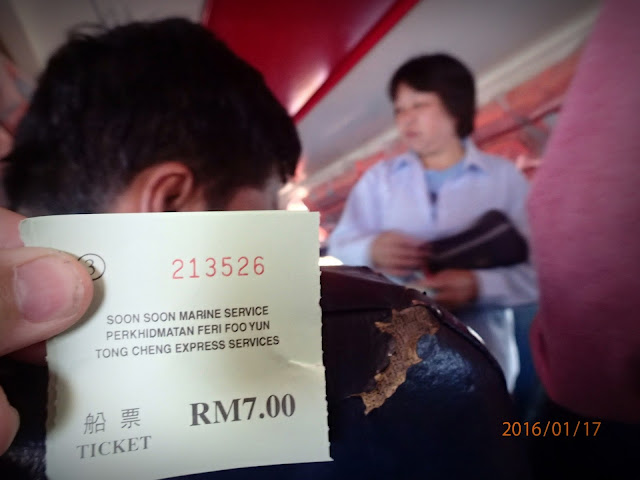 3
213526
SOON SOON MARINE SERVICE
PERKHIDMATAN FERI FOO YUN
TONG CHENG EXPRESS SERVICES
船票 RM7.00
TICKET
2016/01/17